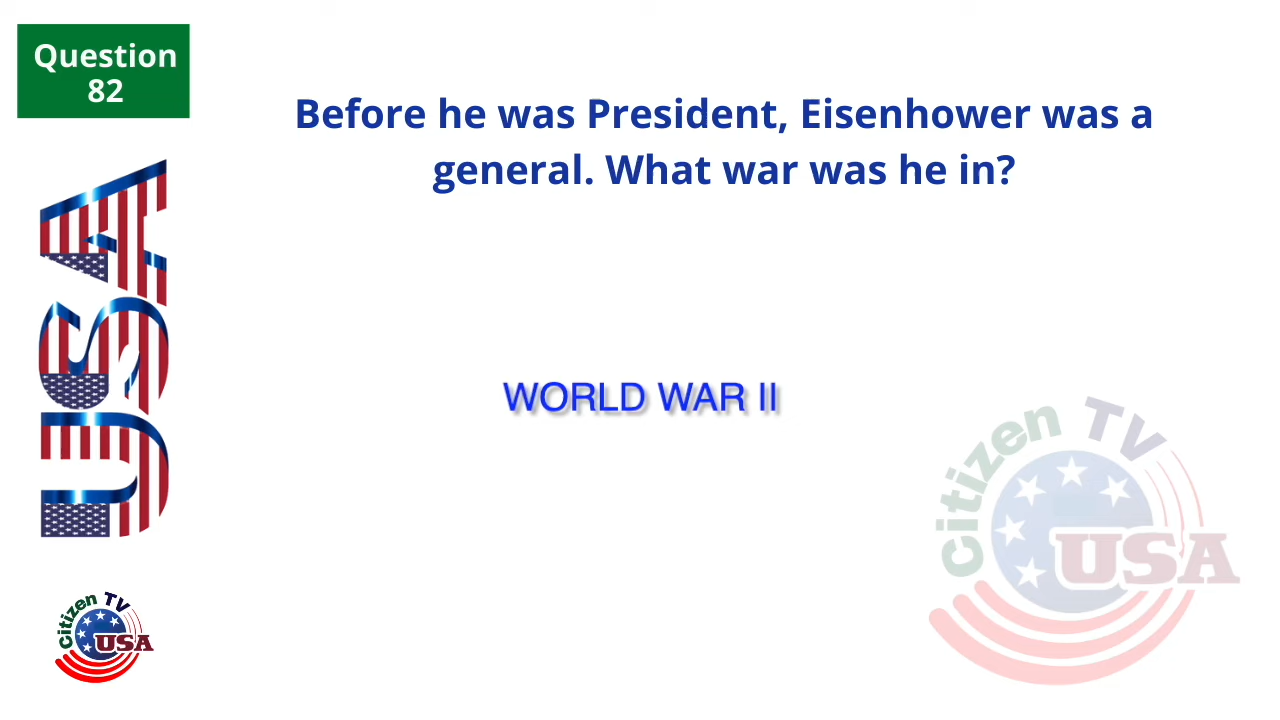 Question
82
Before he was President, Eisenhower was a
general. What war was he in?
USA
WORLD WAR II
Citizen TV
USA
Citizen TV
USA